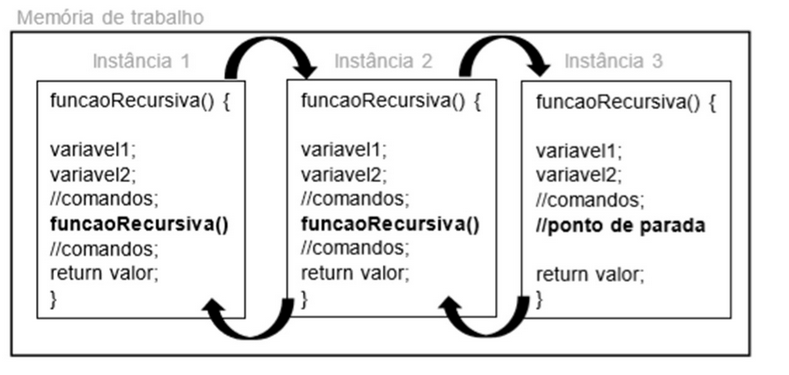 Memória de trabalho
Instância 1
funcaoRecursiva() {
variavel1;
variavel2;
//comandos;
funcaoRecursiva()
//comandos;
return valor;
}
Instância 2
funcaoRecursiva() {
variavel1;
variavel2;
//comandos;
funcaoRecursiva()
//comandos;
return valor;
}
Instância 3
funcaoRecursiva() {
variavel1;
variavel2;
//comandos;
//ponto de parada
return valor;
}